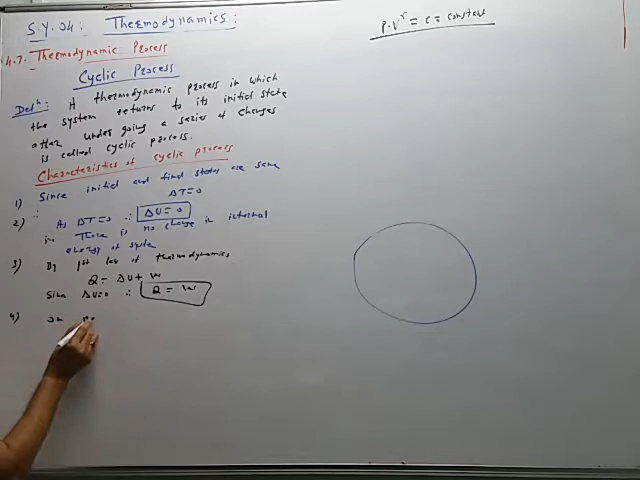 S.Y. 04: Thermodynamics:
P.V^γ = C = constant
4.7. Thermodynamic Process
Cyclic Process
Def^n: A thermodynamic process in which
the system returns to its initial state
after under going a series of changes
is called cyclic process.
Characteristics of cyclic process
1) Since initial and final states are same
∴ ΔT=0
2) As ΔT=0 ∴ ΔU=0
There is no change in internal
energy of system
3) By 1st law of thermodynamics
Q = ΔU + W
Since ΔU=0 ∴ Q = W
4)